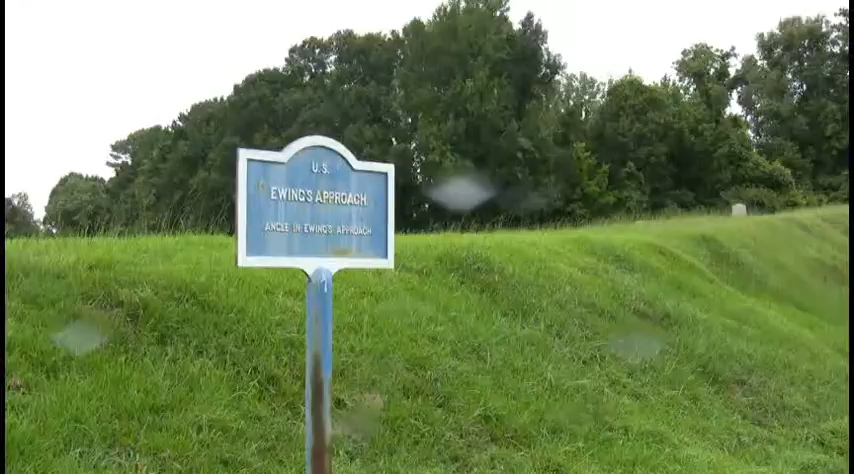 U.S.
EWING'S APPROACH.
ANGLE IN EWING'S APPROACH.